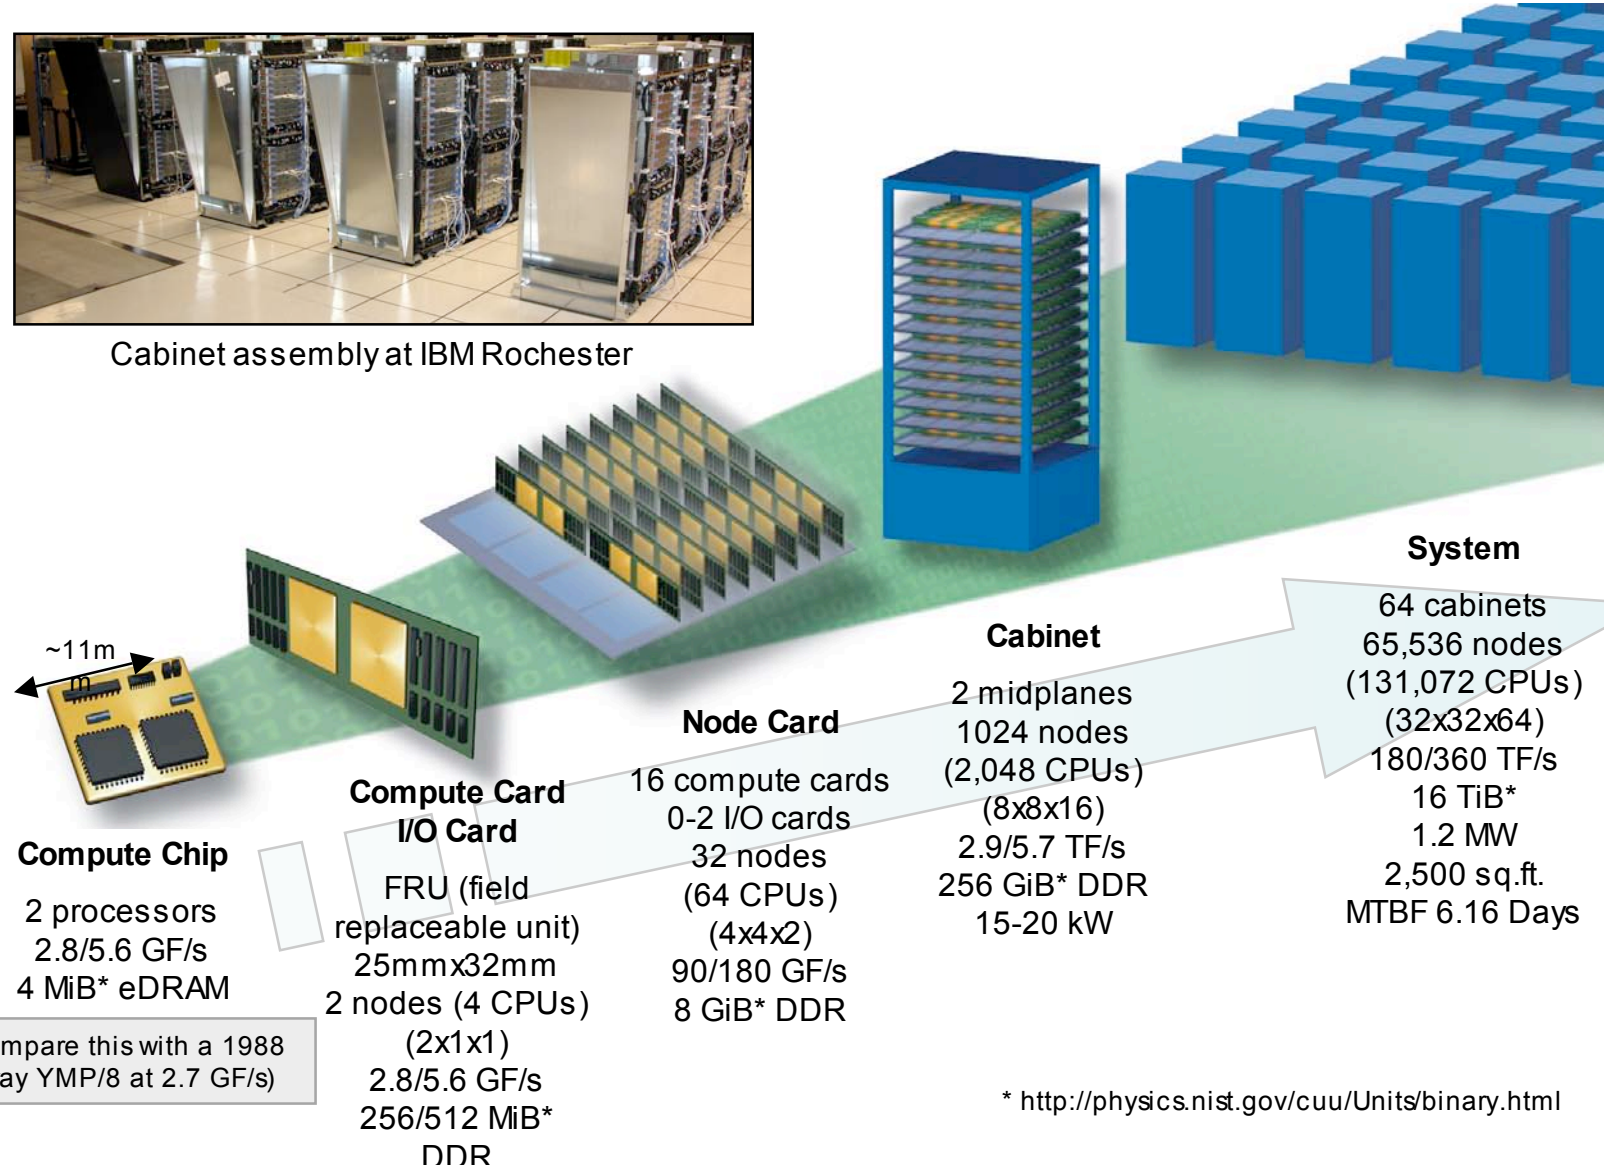 Cabinet assembly at IBM Rochester
~11m
m
Compute Chip
2 processors
2.8/5.6 GF/s
4 MiB* eDRAM
mpare this with a 1988
ay YMP/8 at 2.7 GF/s)
Compute Card
I/O Card
FRU (field
replaceable unit)
25mmx32mm
2 nodes (4 CPUs)
(2x1x1)
2.8/5.6 GF/s
256/512 MiB*
DDR
Node Card
16 compute cards
0-2 I/O cards
32 nodes
(64 CPUs)
(4x4x2)
90/180 GF/s
8 GiB* DDR
Cabinet
2 midplanes
1024 nodes
(2,048 CPUs)
(8x8x16)
2.9/5.7 TF/s
256 GiB* DDR
15-20 kW
System
64 cabinets
65,536 nodes
(131,072 CPUs)
(32x32x64)
180/360 TF/s
16 TiB*
1.2 MW
2,500 sq.ft.
MTBF 6.16 Days
* http://physics.nist.gov/cuu/Units/binary.html